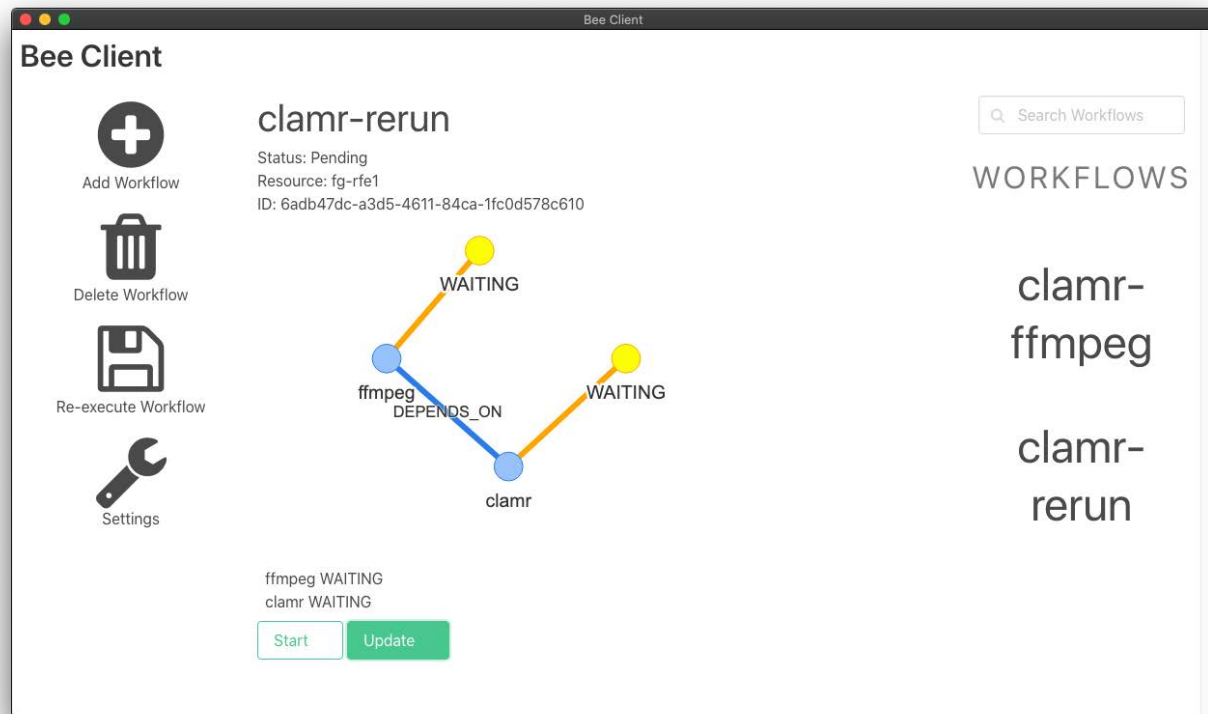 Bee Client
Bee Client
Add Workflow
Delete Workflow
Re-execute Workflow
Settings
clamr-rerun
Status: Pending
Resource: fg-rfe1
ID: 6adb47dc-a3d5-4611-84ca-1fc0d578c610
WAITING
ffmpeg
WAITING
DEPENDS_ON
clamr
ffmpeg WAITING
clamr WAITING
Start
Update
Search Workflows
WORKFLOWS
clamr-
ffmpeg
clamr-
rerun